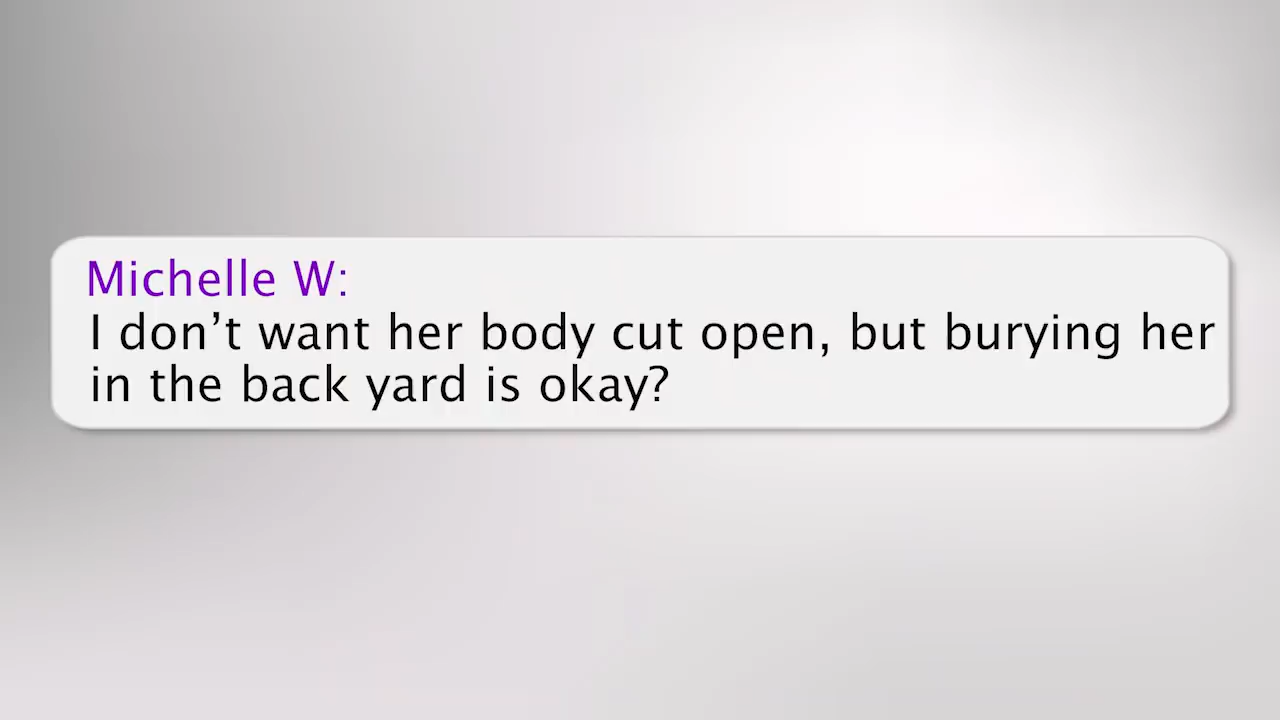 Michelle W:
I don’t want her body cut open, but burying her
in the back yard is okay?